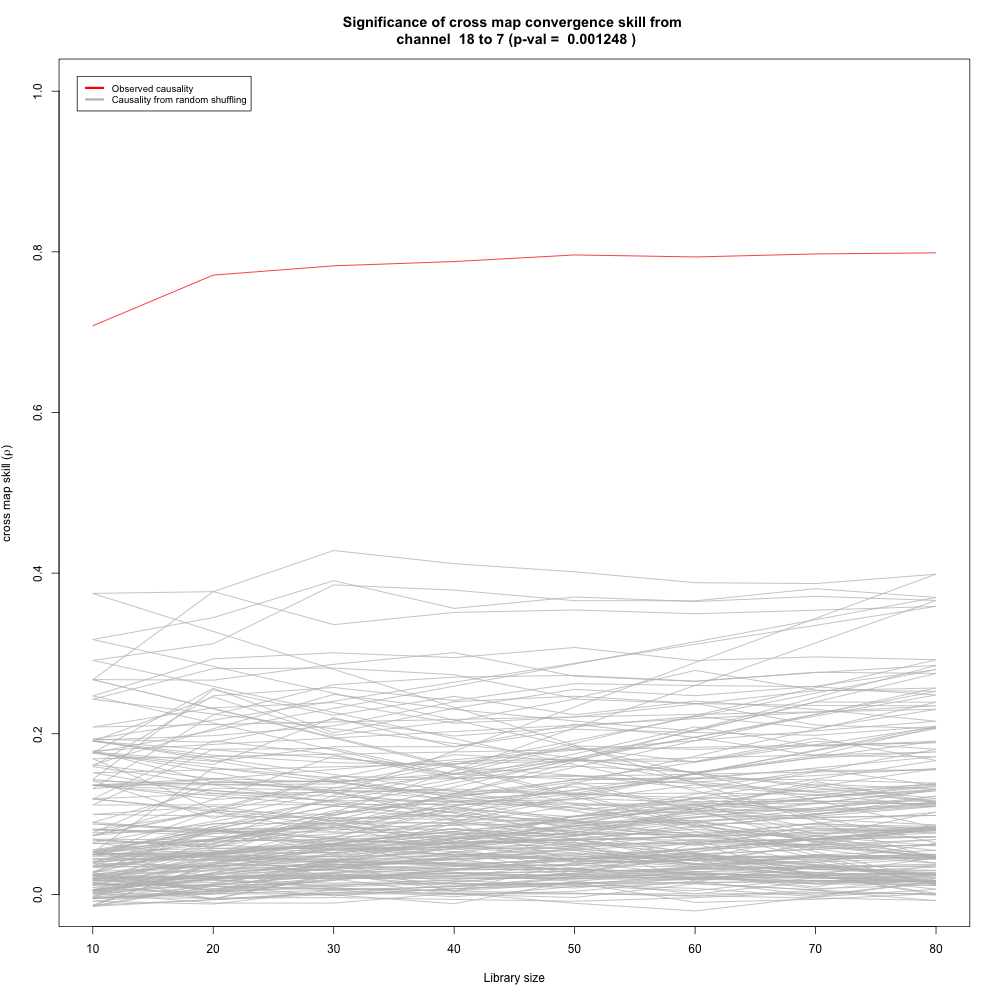 Significance of cross map convergence skill from
channel  18 to 7 (p-val =  0.001248 )
Observed causality
Causality from random shuffling
1.0
0.8
0.6
0.4
0.2
0.0
cross map skill (ρ)
10 20 30 40 50 60 70 80
Library size